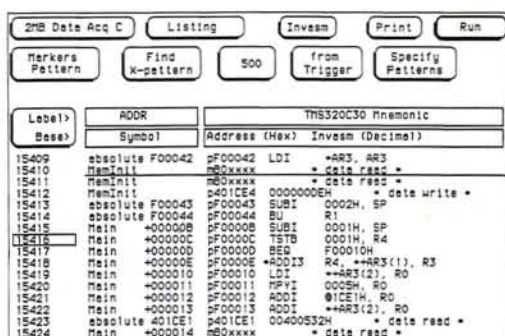 2MB Data Acq C Listing Invasm Print Run
Markers Pattern Find X-pattern 500 from Trigger Specify Patterns
Label> ADDR TMS320C30 Mnemonic
Base> Symbol Address (Hex) Invasm (Decimal)
15409 absolute F00042 pF00042 LDI *AR3, AR3
15410 MemInit m80xxxx * data read *
15411 MemInit m80xxxx * data read *
15412 MemInit p401CE4 000000DEH * data write *
15413 absolute F00043 pF00043 SUBI 0002H, SP
15414 absolute F00044 pF00044 BU R1
15415 Main +00000B pF0000B SUBI 0001H, SP
15416 Main +00000C pF0000C TSTB 0001H, R4
15417 Main +00000D pF0000D BEQ F00010H
15418 Main +00000E pF0000E *ADDI3 R4, *+AR3(1), R3
15419 Main +000010 pF00010 LDI *+AR3(2), R0
15420 Main +000011 pF00011 MPYI 0005H, R0
15421 Main +000012 pF00012 ADDI @1CE1H, R0
15422 Main +000013 pF00013 ADDI *+AR3(2), R0
15423 absolute 401CE1 p401CE1 00400532H * data read *
15424 Main +000014 m80xxxx * data read *